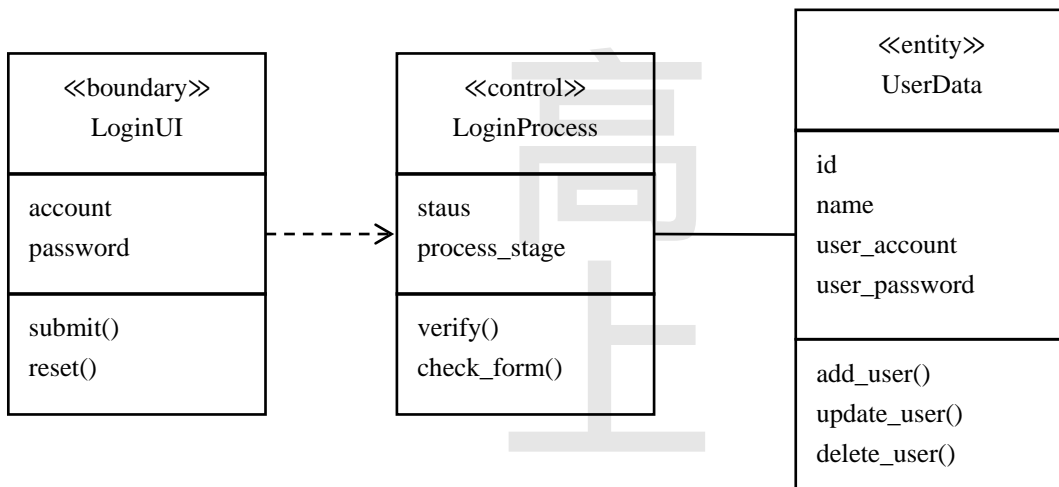 ≪boundary≫
LoginUI
account
password
submit()
reset()
≪control≫
LoginProcess
staus
process_stage
verify()
check_form()
≪entity≫
UserData
id
name
user_account
user_password
add_user()
update_user()
delete_user()
高
上